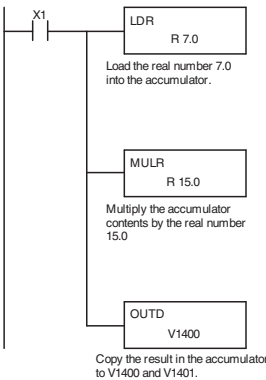 X1
LDR
R 7.0
Load the real number 7.0
into the accumulator.
MULR
R 15.0
Multiply the accumulator
contents by the real number
15.0
OUTD
V1400
Copy the result in the accumulator
to V1400 and V1401.